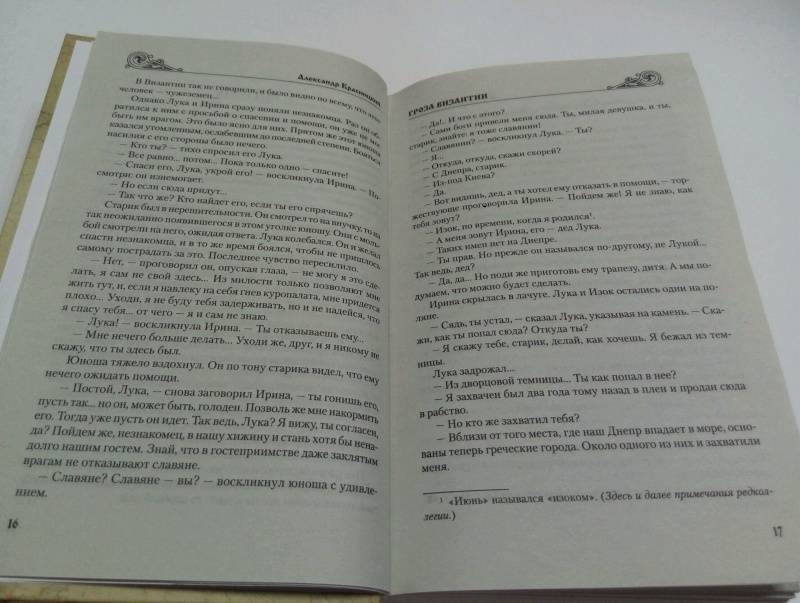 Александр Красницкий
В Византии так не говорили, и было видно по всему, что этот
человек — чужеземец...
Однако Лука и Ирина сразу поняли незнакомца. Раз он об-
ратился к ним с просьбой о спасении и помощи, он уже не мог
быть им врагом. Это было ясно для них. Притом же этот юноша
казался утомленным, ослабевшим до последней степени. Бояться
насилия с его стороны было нечего.
— Кто ты? — тихо спросил его Лука.
— Все равно... потом... Пока только одно — спасите!
— Спаси его, Лука, укрой его! — воскликнула Ирина. — По-
смотри: он изнемогает.
— Но если сюда придут...
— Так что же? Кто найдет его, если ты его спрячешь?
Старик был в нерешительности. Он смотрел то на внучку, то на
так неожиданно появившегося в этом уголке юношу. Они с моль-
бой смотрели на него, ожидая ответа. Лука колебался. Он и желал
спасти незнакомца, и в то же время боялся, чтобы не пришлось
самому пострадать за это. Последнее чувство пересилило.
— Нет, — проговорил он, опуская глаза, — не могу я это сде-
лать, я сам не свой здесь... Из милости только позволяют мне
жить тут, и, если я навлеку на себя гнев куропалата, мне придется
плохо... Уходи, я не буду тебя задерживать, но и не надейся, что
я спасу тебя... от чего — я и сам не знаю.
— Лука! — воскликнула Ирина. — Ты отказываешь ему...
— Мне нечего больше делать... Уходи же, друг, и я никому не
скажу, что ты здесь был.
Юноша тяжело вздохнул. Он по тону старика видел, что ему
нечего ожидать помощи.
— Постой, Лука, — снова заговорил Ирина, — ты гонишь его,
пусть так... но он, может быть, голоден. Позволь же мне накормить
его. Тогда уже пусть он идет. Так ведь, Лука? Я вижу, ты согласен,
да? Пойдем же, незнакомец, в нашу хижину и стань хотя бы нена-
долго нашим гостем. Знай, что в гостеприимстве даже заклятым
врагам не отказывают славяне.
— Славяне? Славяне — вы? — воскликнул юноша с удивле-
нием.
16
ГРОЗА ВИЗАНТИИ
— Да!.. И что с этого?
— Сами боги привели меня сюда. Ты, милая девушка, и ты,
старик, знайте: я тоже славянин!
— Славянин? — воскликнул Лука. — Ты?
— Я...
— Откуда, откуда, скажи скорей?
— С Днепра, старик.
— Из-под Киева?
— Да.
— Вот видишь, дед, а ты хотел ему отказать в помощи, — тор-
жествующе проговорила Ирина. — Пойдем же! Я не знаю, как
тебя зовут?
— Изок, по времени, когда я родился¹.
— А меня зовут Ирина, его — дед Лука.
— Таких имен нет на Днепре.
— Ты прав. Но прежде он назывался по-другому, не Лукой...
Так ведь, дед?
— Да, да... Но поди же приготовь ему трапезу, дитя. А мы по-
думаем, что можно будет сделать.
Ирина скрылась в лачуге. Лука и Изок остались одни на по-
ляне.
— Сядь, ты устал, — сказал Лука, указывая на камень. — Ска-
жи, как ты попал сюда? Откуда ты?
— Я скажу тебе, старик, делай, как хочешь. Я бежал из тем-
ницы.
Лука задрожал...
— Из дворцовой темницы... Ты как попал в нее?
— Я захвачен был два года тому назад в плен и продан сюда
в рабство.
— Но кто же захватил тебя?
— Вблизи от того места, где наш Днепр впадает в море, осно-
ваны теперь греческие города. Около одного из них и захватили
меня.
¹ «Июнь» назывался «изоком». (Здесь и далее примечания редкол-
легии.)
17